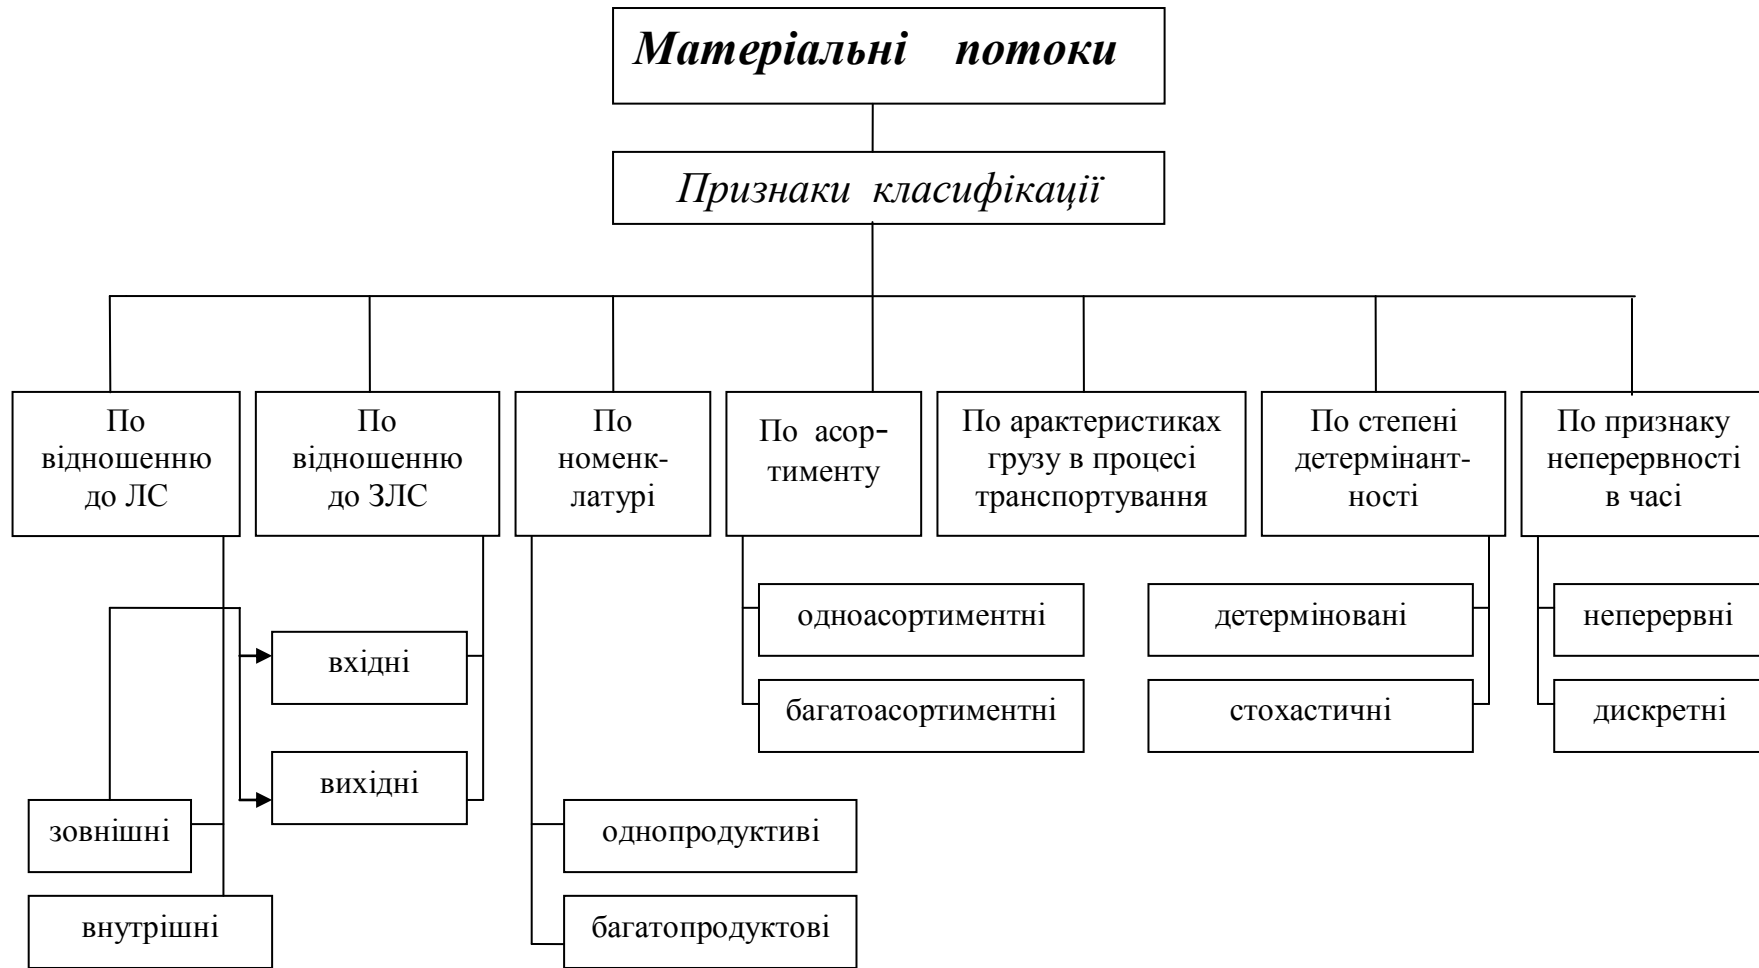 Матеріальні потоки
Признаки класифікації
По
відношенню
до ЛС
По
відношенню
до ЗЛС
По
номенк-
латурі
По асор-
тименту
По арактеристиках
грузу в процесі
транспортування
По степені
детермінант-
ності
По признаку
неперервності
в часі
одноасортиментні
детерміновані
неперервні
вхідні
багатоасортиментні
стохастичні
дискретні
вихідні
зовнішні
однопродуктиві
внутрішні
багатопродуктові